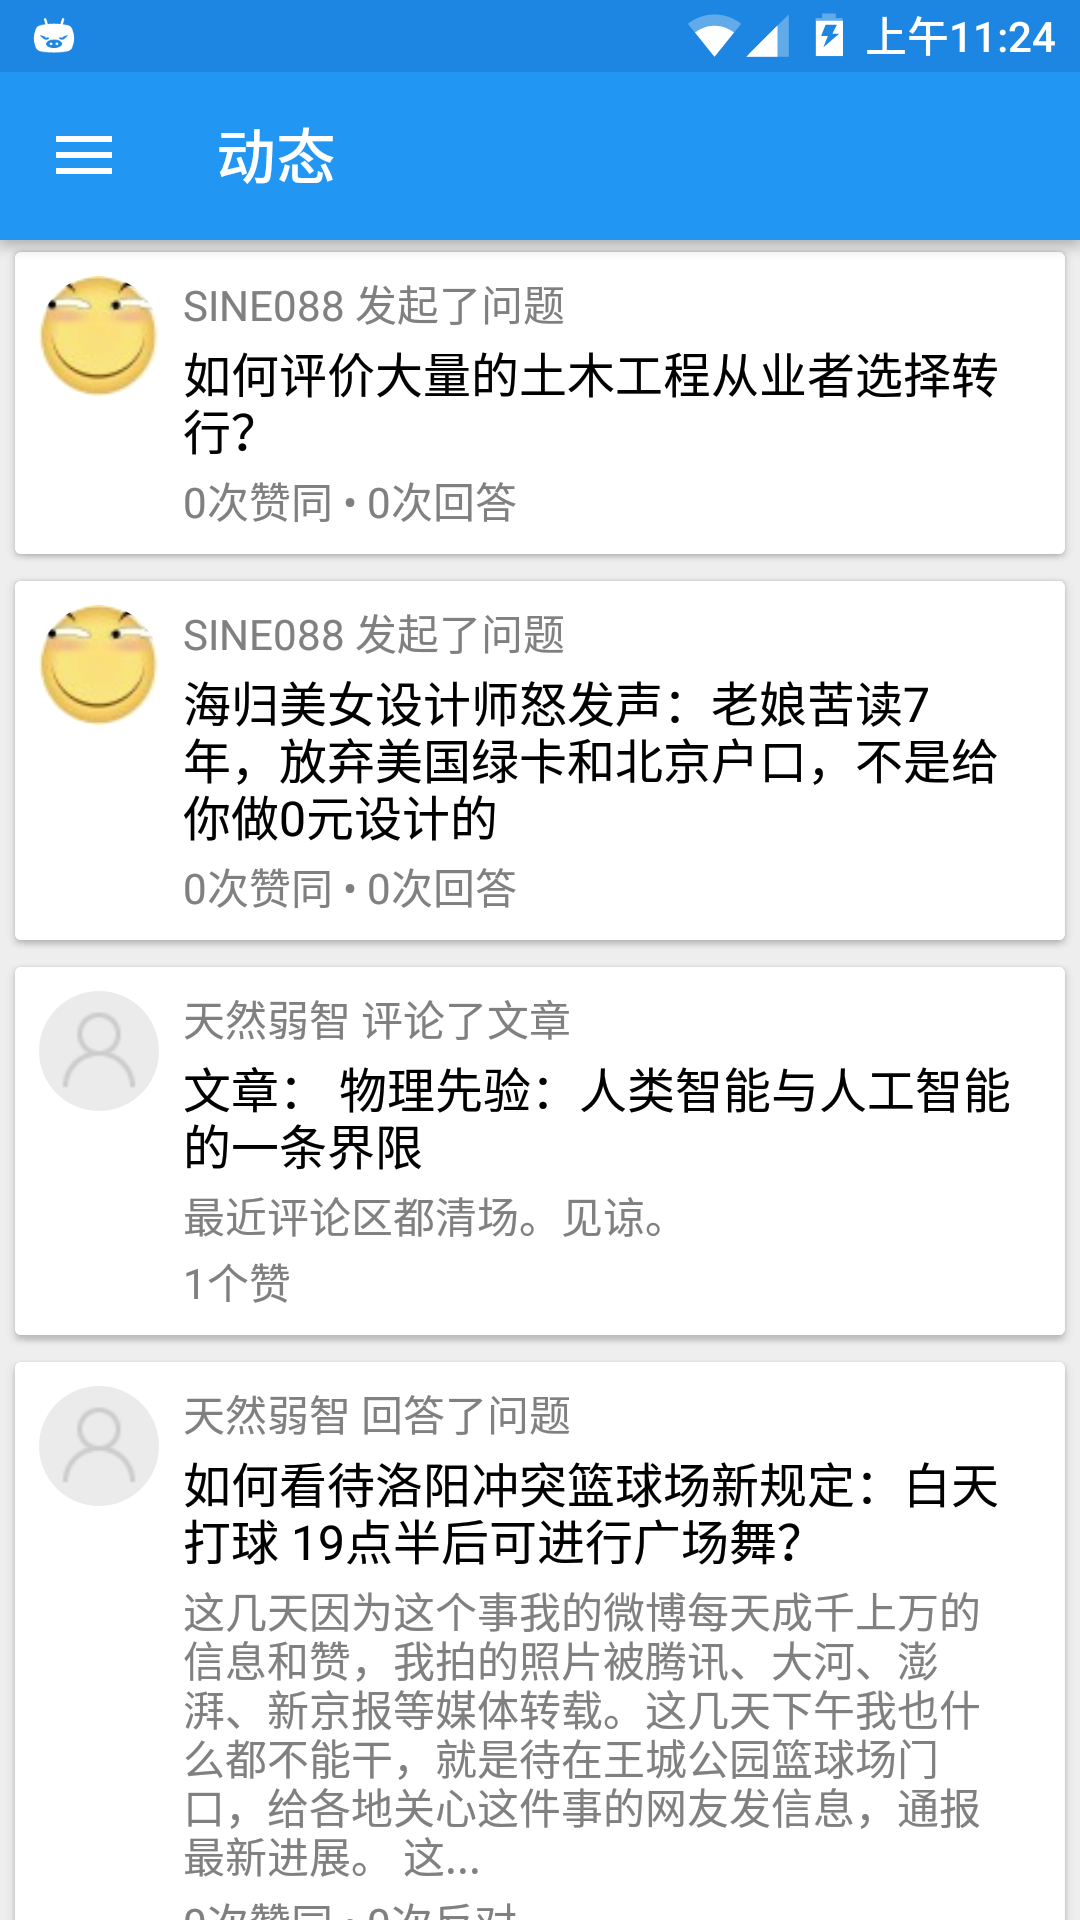 上午11:24
动态
SINE088 发起了问题
如何评价大量的土木工程从业者选择转
行？
0次赞同 • 0次回答
SINE088 发起了问题
海归美女设计师怒发声：老娘苦读7
年，放弃美国绿卡和北京户口，不是给
你做0元设计的
0次赞同 • 0次回答
天然弱智 评论了文章
文章： 物理先验：人类智能与人工智能
的一条界限
最近评论区都清场。见谅。
1个赞
天然弱智 回答了问题
如何看待洛阳冲突篮球场新规定：白天
打球 19点半后可进行广场舞？
这几天因为这个事我的微博每天成千上万的
信息和赞，我拍的照片被腾讯、大河、澎
湃、新京报等媒体转载。这几天下午我也什
么都不能干，就是待在王城公园篮球场门
口，给各地关心这件事的网友发信息，通报
最新进展。 这...
0次赞同 • 0次反对